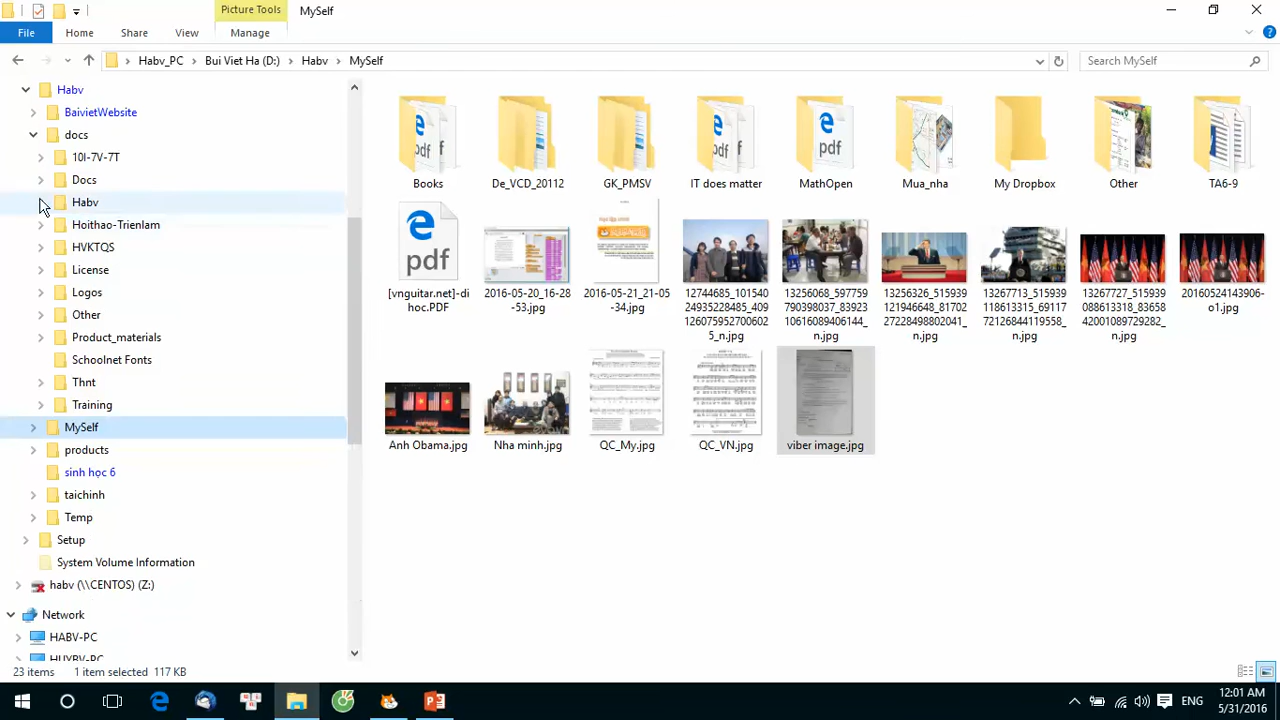 Picture Tools
MySelf
File
Home
Share
View
Manage
Habv_PC
Bui Viet Ha (D:)
Habv
MySelf
Search MySelf
Habv
BaivietWebsite
docs
10I-7V-7T
Docs
Habv
Hoithao-Trienlam
HVKTQS
License
Logos
Other
Product_materials
Schoolnet Fonts
Thnt
Training
MySelf
products
sinh học 6
taichinh
Temp
Setup
System Volume Information
habv (\\CENTOS) (Z:)
Network
HABV-PC
HUYBV-PC
Books
De_VCD_20112
GK_PMSV
IT does matter
MathOpen
Mua_nha
My Dropbox
Other
TA6-9
[vnguitar.net]-di
hoc.PDF
2016-05-20_16-28
-53.jpg
2016-05-21_21-05
-34.jpg
12744685_101540
24935228485_409
126075952700602
5_n.jpg
13256068_597759
790398037_83923
10616089406144_
n.jpg
13256326_515939
121946648_81702
27228498802041_
n.jpg
13267713_515939
118613315_69117
72126844119558_
n.jpg
13267727_515939
088613318_83658
42001089729282_
n.jpg
20160524143906-
o1.jpg
Anh Obama.jpg
Nha minh.jpg
QC_My.jpg
QC_VN.jpg
viber image.jpg
23 items
1 item selected 117 KB
ENG
12:01 AM
5/31/2016